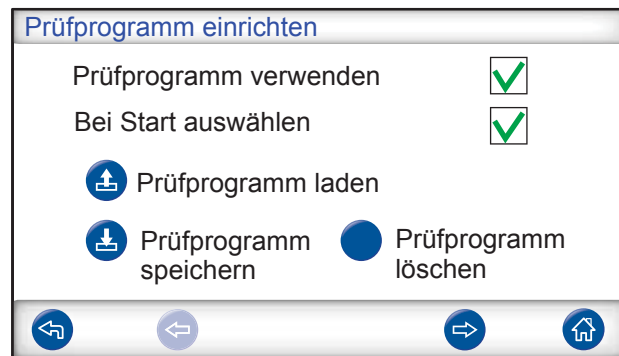 Prüfprogramm einrichten
Prüfprogramm verwenden
Bei Start auswählen
Prüfprogramm laden
Prüfprogramm
speichern
Prüfprogramm
löschen